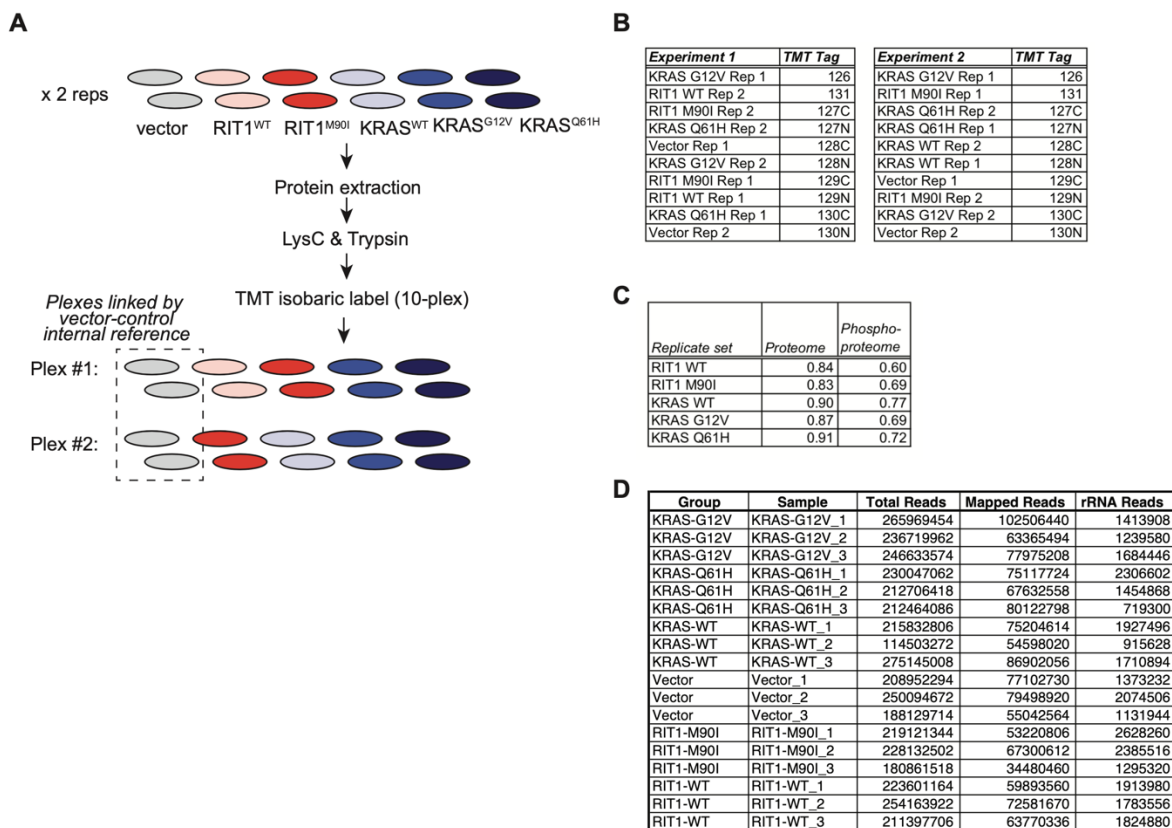 A
x 2 reps
vector RIT1WT RIT1M90I KRASWT KRASG12V KRASQ61H
Protein extraction
LysC & Trypsin
TMT isobaric label (10-plex)
Plexes linked by
vector-control
internal reference
Plex #1:
Plex #2:
B
Experiment 1 TMT Tag
KRAS G12V Rep 1 126
RIT1 WT Rep 2 131
RIT1 M90I Rep 2 127C
KRAS Q61H Rep 2 127N
Vector Rep 1 128C
KRAS G12V Rep 2 128N
RIT1 M90I Rep 1 129C
RIT1 WT Rep 1 129N
KRAS Q61H Rep 1 130C
Vector Rep 2 130N
Experiment 2 TMT Tag
KRAS G12V Rep 1 126
RIT1 M90I Rep 1 131
KRAS Q61H Rep 2 127C
KRAS Q61H Rep 1 127N
KRAS WT Rep 2 128C
KRAS WT Rep 1 128N
Vector Rep 1 129C
RIT1 M90I Rep 2 129N
KRAS G12V Rep 2 130C
Vector Rep 2 130N
C
Replicate set Proteome Phospho-
proteome
RIT1 WT 0.84 0.60
RIT1 M90I 0.83 0.69
KRAS WT 0.90 0.77
KRAS G12V 0.87 0.69
KRAS Q61H 0.91 0.72
D
Group Sample Total Reads Mapped Reads rRNA Reads
KRAS-G12V KRAS-G12V_1 265969454 102506440 1413908
KRAS-G12V KRAS-G12V_2 236719962 63365494 1239580
KRAS-G12V KRAS-G12V_3 246633574 77975208 1684446
KRAS-Q61H KRAS-Q61H_1 230047062 75117724 2306602
KRAS-Q61H KRAS-Q61H_2 212706418 67632558 1454868
KRAS-Q61H KRAS-Q61H_3 212464086 80122798 719300
KRAS-WT KRAS-WT_1 215832806 75204614 1927496
KRAS-WT KRAS-WT_2 114503272 54598020 915628
KRAS-WT KRAS-WT_3 275145008 86902056 1710894
Vector Vector_1 208952294 77102730 1373232
Vector Vector_2 250094672 79498920 2074506
Vector Vector_3 188129714 55042564 1131944
RIT1-M90I RIT1-M90I_1 219121344 53220806 2628260
RIT1-M90I RIT1-M90I_2 228132502 67300612 2385516
RIT1-M90I RIT1-M90I_3 180861518 34480460 1295320
RIT1-WT RIT1-WT_1 223601164 59893560 1913980
RIT1-WT RIT1-WT_2 254163922 72581670 1783556
RIT1-WT RIT1-WT_3 211397706 63770336 1824880